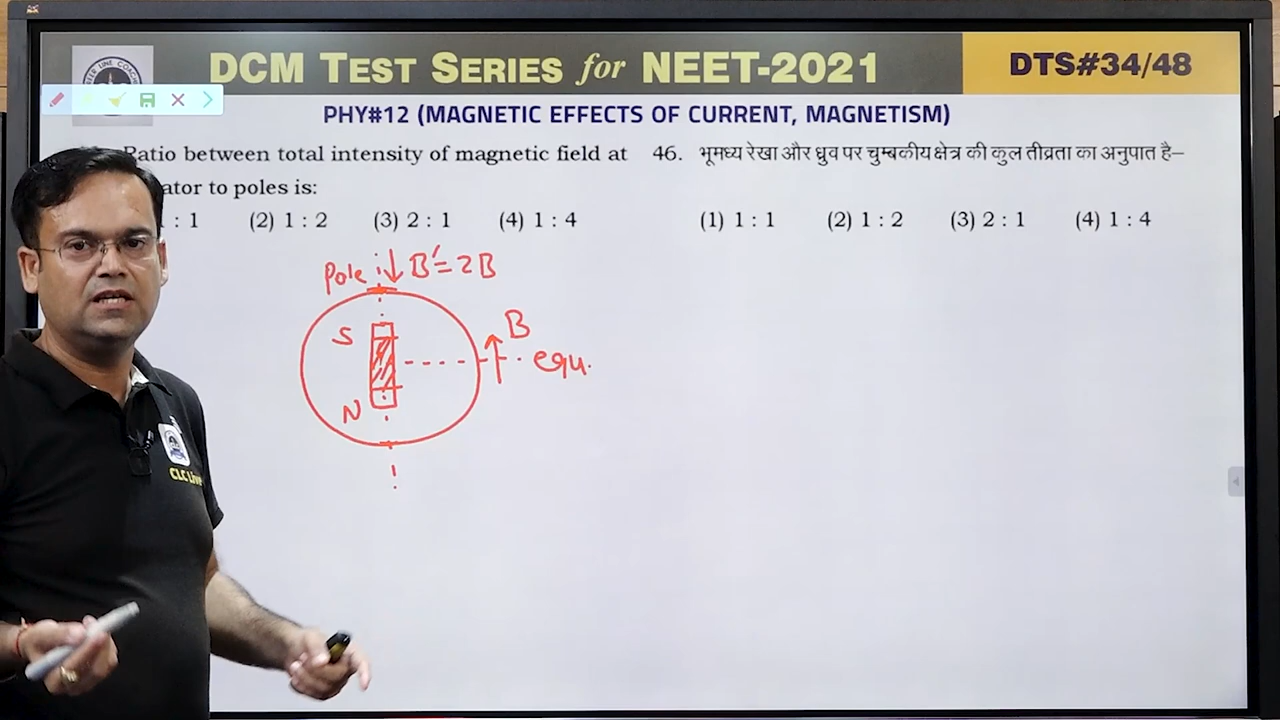 DCM TEST SERIES for NEET-2021
DTS#34/48
PHY#12 (MAGNETIC EFFECTS OF CURRENT, MAGNETISM)
Ratio between total intensity of magnetic field at
ator to poles is:
: 1 (2) 1 : 2 (3) 2 : 1 (4) 1 : 4
46. भूमध्य रेखा और ध्रुव पर चुम्बकीय क्षेत्र की कुल तीव्रता का अनुपात है–
(1) 1 : 1 (2) 1 : 2 (3) 2 : 1 (4) 1 : 4
Pole B' = 2B
S
B
equ.
N
CLC Live